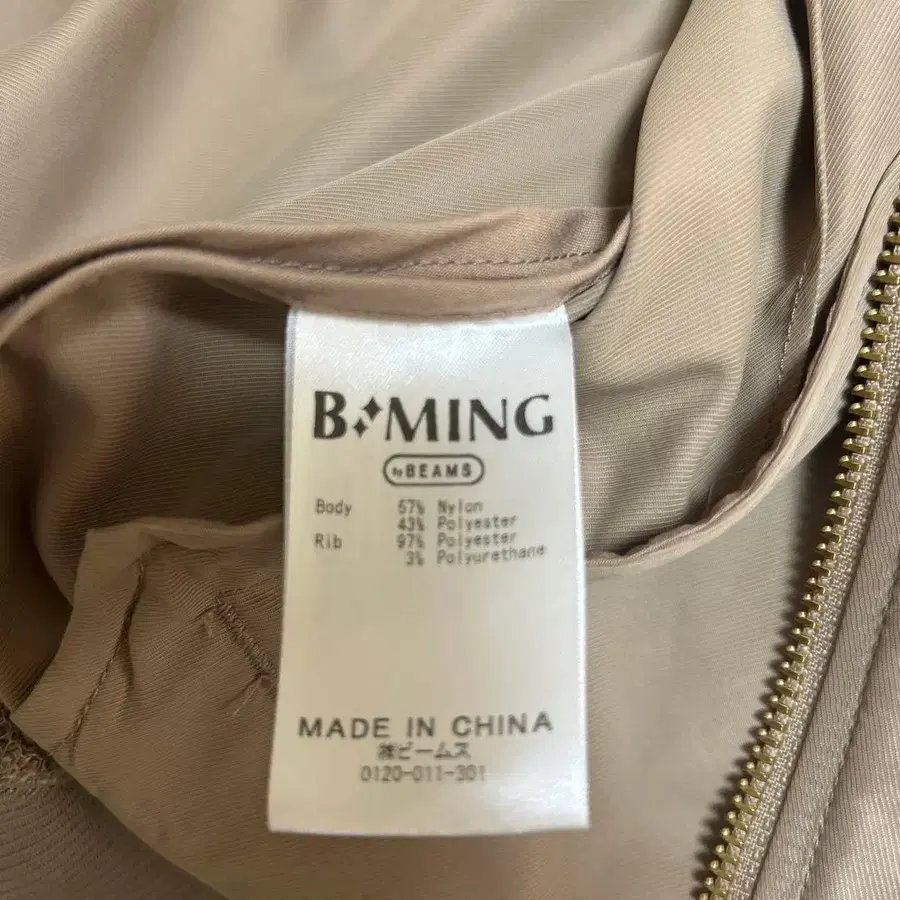 B MING
by BEAMS
Body 57% Nylon
43% Polyester
Rib 97% Polyester
3% Polyurethane
MADE IN CHINA
㈱ビームス
0120-011-301